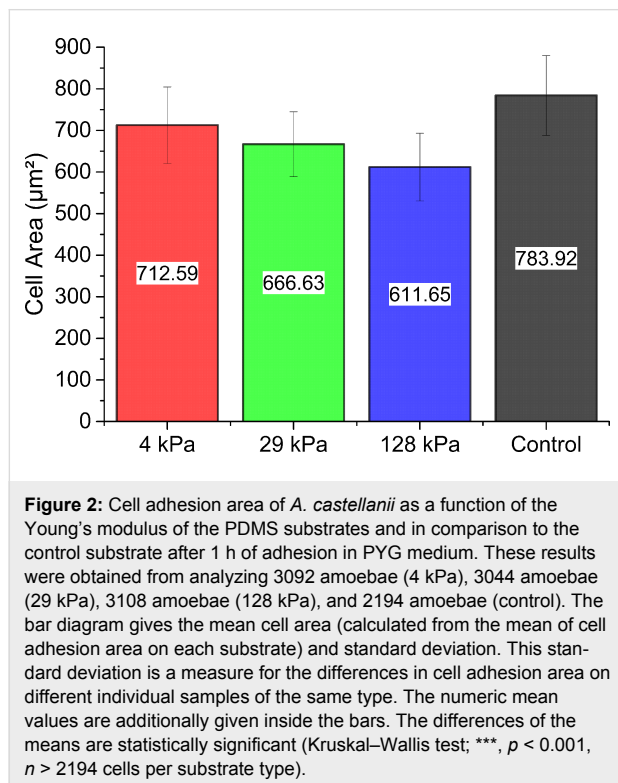 900
800
700
600
500
400
300
200
100
0
Cell Area (µm²)
712.59
666.63
611.65
783.92
4 kPa 29 kPa 128 kPa Control
Figure 2: Cell adhesion area of A. castellanii as a function of the
Young’s modulus of the PDMS substrates and in comparison to the
control substrate after 1 h of adhesion in PYG medium. These results
were obtained from analyzing 3092 amoebae (4 kPa), 3044 amoebae
(29 kPa), 3108 amoebae (128 kPa), and 2194 amoebae (control). The
bar diagram gives the mean cell area (calculated from the mean of cell
adhesion area on each substrate) and standard deviation. This stan-
dard deviation is a measure for the differences in cell adhesion area on
different individual samples of the same type. The numeric mean
values are additionally given inside the bars. The differences of the
means are statistically significant (Kruskal–Wallis test; ***, p < 0.001,
n > 2194 cells per substrate type).